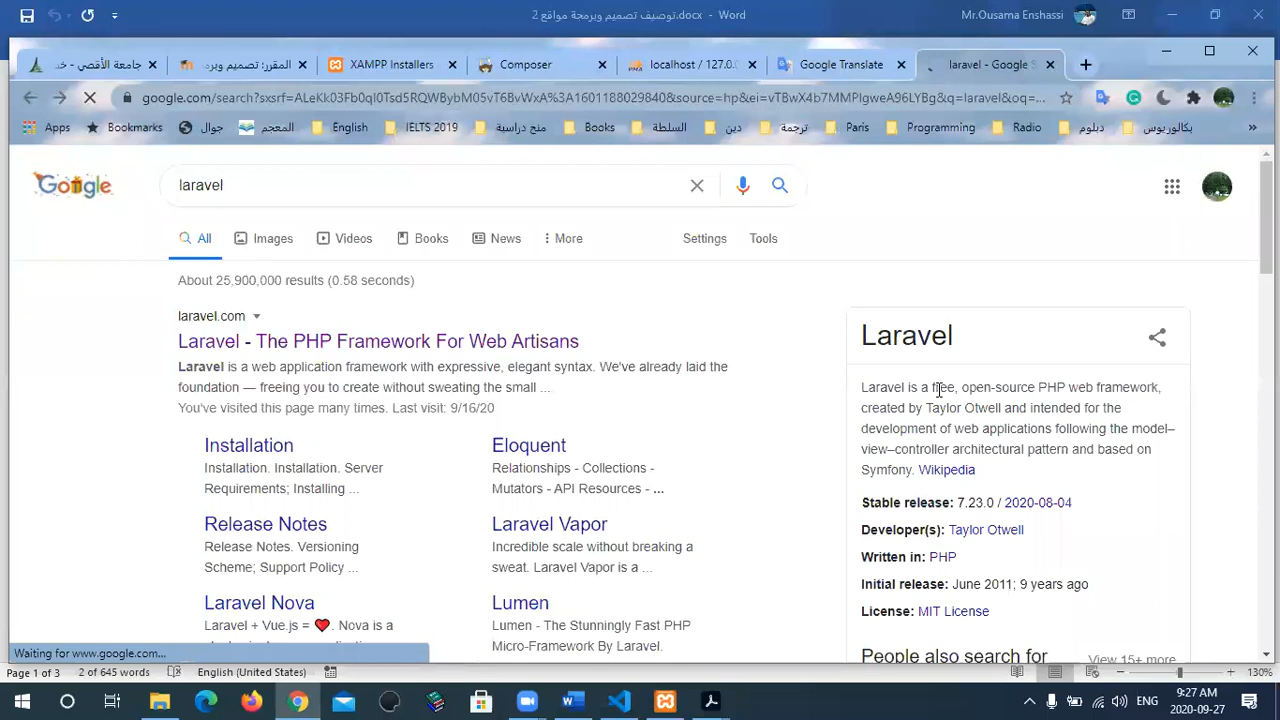 توصيف تصميم وبرمجة مواقع 2.docx - Word
Mr.Ousama Enshassi
جامعة الأقصى - خد
المقرر: تصميم وبره
XAMPP Installers
Composer
localhost / 127.0.
Google Translate
laravel - Google S
google.com/search?sxsrf=ALeKk03Fb0qI0Tsri5RQWBybM05vT6BvWxA%3A1601188029840&source=hp&ei=vTBwX4b7MMPIgweA96LYBg&q=laravel&oq=...
Apps
Bookmarks
جوال
المعجم
English
IELTS 2019
منح دراسية
Books
السلطة
دين
ترجمة
Paris
Programming
Radio
دبلوم
بكالوريوس
»
Google
laravel
All
Images
Videos
Books
News
More
Settings
Tools
About 25,900,000 results (0.58 seconds)
laravel.com
Laravel - The PHP Framework For Web Artisans
Laravel is a web application framework with expressive, elegant syntax. We've already laid the
foundation — freeing you to create without sweating the small ...
You've visited this page many times. Last visit: 9/16/20
Installation
Installation. Installation. Server
Requirements; Installing ...
Eloquent
Relationships - Collections -
Mutators - API Resources - ...
Release Notes
Release Notes. Versioning
Scheme; Support Policy ...
Laravel Vapor
Incredible scale without breaking a
sweat. Laravel Vapor is a ...
Laravel Nova
Laravel + Vue.js = ❤. Nova is a
Lumen
Lumen - The Stunningly Fast PHP
Micro-Framework By Laravel.
Laravel
Laravel is a free, open-source PHP web framework,
created by Taylor Otwell and intended for the
development of web applications following the model–
view–controller architectural pattern and based on
Symfony. Wikipedia
Stable release: 7.23.0 / 2020-08-04
Developer(s): Taylor Otwell
Written in: PHP
Initial release: June 2011; 9 years ago
License: MIT License
People also search for
View 15+ more
Waiting for www.google.com...
Page 1 of 3
2 of 645 words
English (United States)
130%
ENG
9:27 AM
2020-09-27